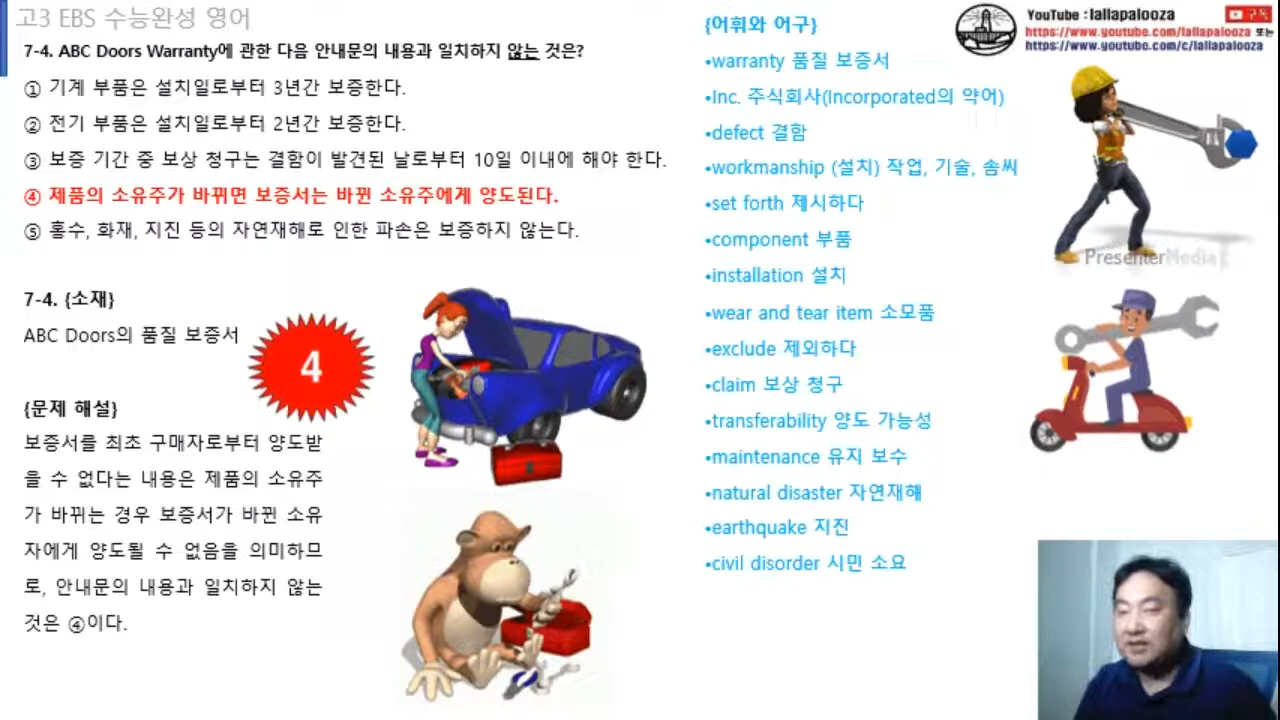 고3 EBS 수능완성 영어
7-4. ABC Doors Warranty에 관한 다음 안내문의 내용과 일치하지 않는 것은?
① 기계 부품은 설치일로부터 3년간 보증한다.
② 전기 부품은 설치일로부터 2년간 보증한다.
③ 보증 기간 중 보상 청구는 결함이 발견된 날로부터 10일 이내에 해야 한다.
④ 제품의 소유주가 바뀌면 보증서는 바뀐 소유주에게 양도된다.
⑤ 홍수, 화재, 지진 등의 자연재해로 인한 파손은 보증하지 않는다.
7-4. {소재}
ABC Doors의 품질 보증서
4
{문제 해설}
보증서를 최초 구매자로부터 양도받
을 수 없다는 내용은 제품의 소유주
가 바뀌는 경우 보증서가 바뀐 소유
자에게 양도될 수 없음을 의미하므
로, 안내문의 내용과 일치하지 않는
것은 ④이다.
{어휘와 어구}
•warranty 품질 보증서
•Inc. 주식회사(Incorporated의 약어)
•defect 결함
•workmanship (설치) 작업, 기술, 솜씨
•set forth 제시하다
•component 부품
•installation 설치
•wear and tear item 소모품
•exclude 제외하다
•claim 보상 청구
•transferability 양도 가능성
•maintenance 유지 보수
•natural disaster 자연재해
•earthquake 지진
•civil disorder 시민 소요
YouTube : lallapalooza
구독
https://www.youtube.com/lallapalooza 또는
https://www.youtube.com/c/lallapalooza
PresenterMedia